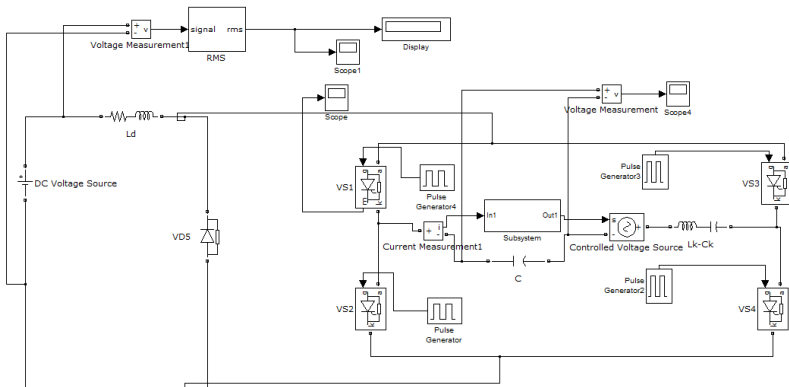 +
-
v
Voltage Measurement1
signal
rms
RMS
Display
Scope1
Scope
+
-
v
Voltage Measurement
Scope4
Ld
+
DC Voltage Source
VD5
g
a
m
k
VS1
Pulse
Generator4
+
-
i
Current Measurement1
In1
Out1
Subsystem
s
-
+
Controlled Voltage Source
Lk-Ck
C
Pulse
Generator3
g
a
k
VS3
g
a
k
VS2
Pulse
Generator
Pulse
Generator2
g
a
k
VS4